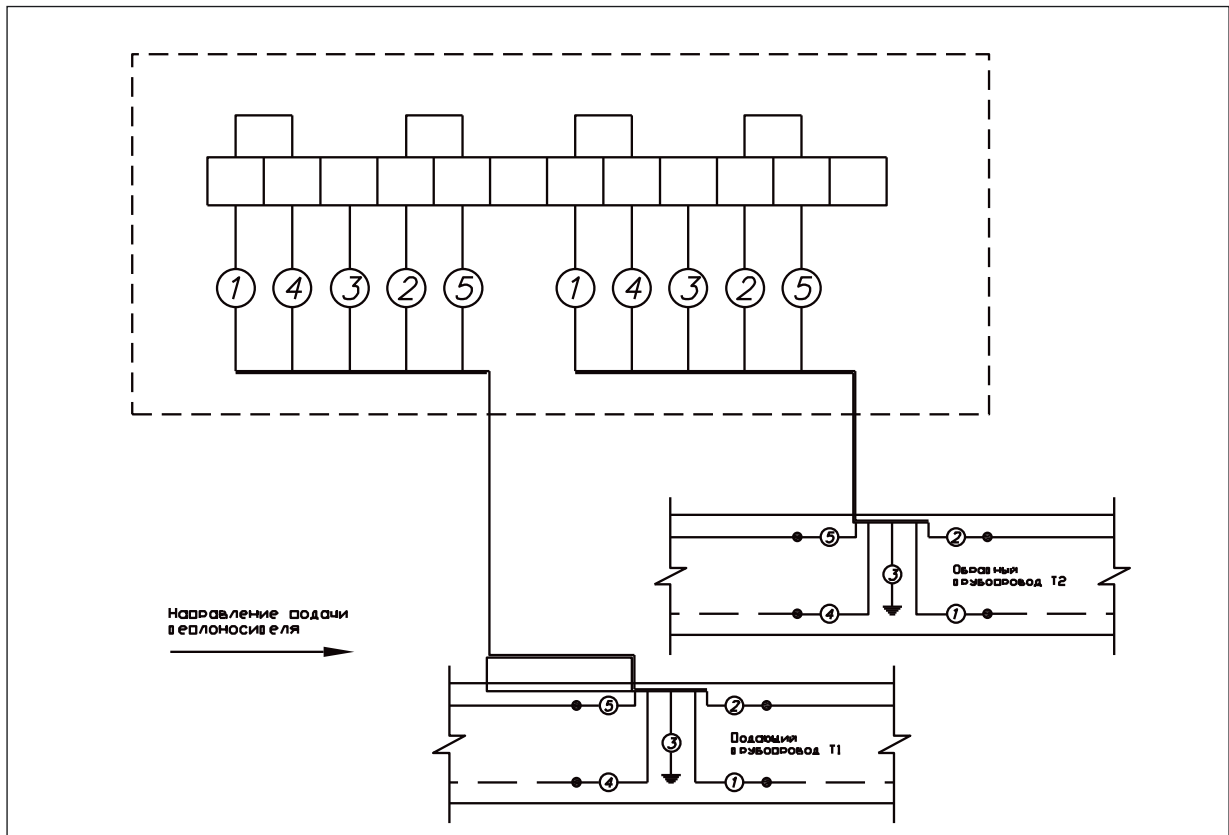 1 4 3 2 5 1 4 3 2 5
5 2
3
Обратный
трубопровод Т2
4 1
Направление подачи
теплоносителя
5 2
3
Подающий
трубопровод Т1
4 1